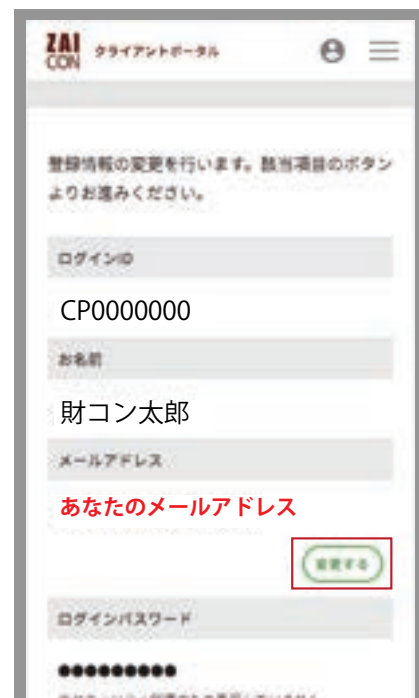 ZAI
CON クライアントポータル
登録情報の変更を行います。該当項目のボタン
よりお進みください。
ログインID
CP0000000
お名前
財コン太郎
メールアドレス
あなたのメールアドレス
変更する
ログインパスワード
●●●●●●●●●